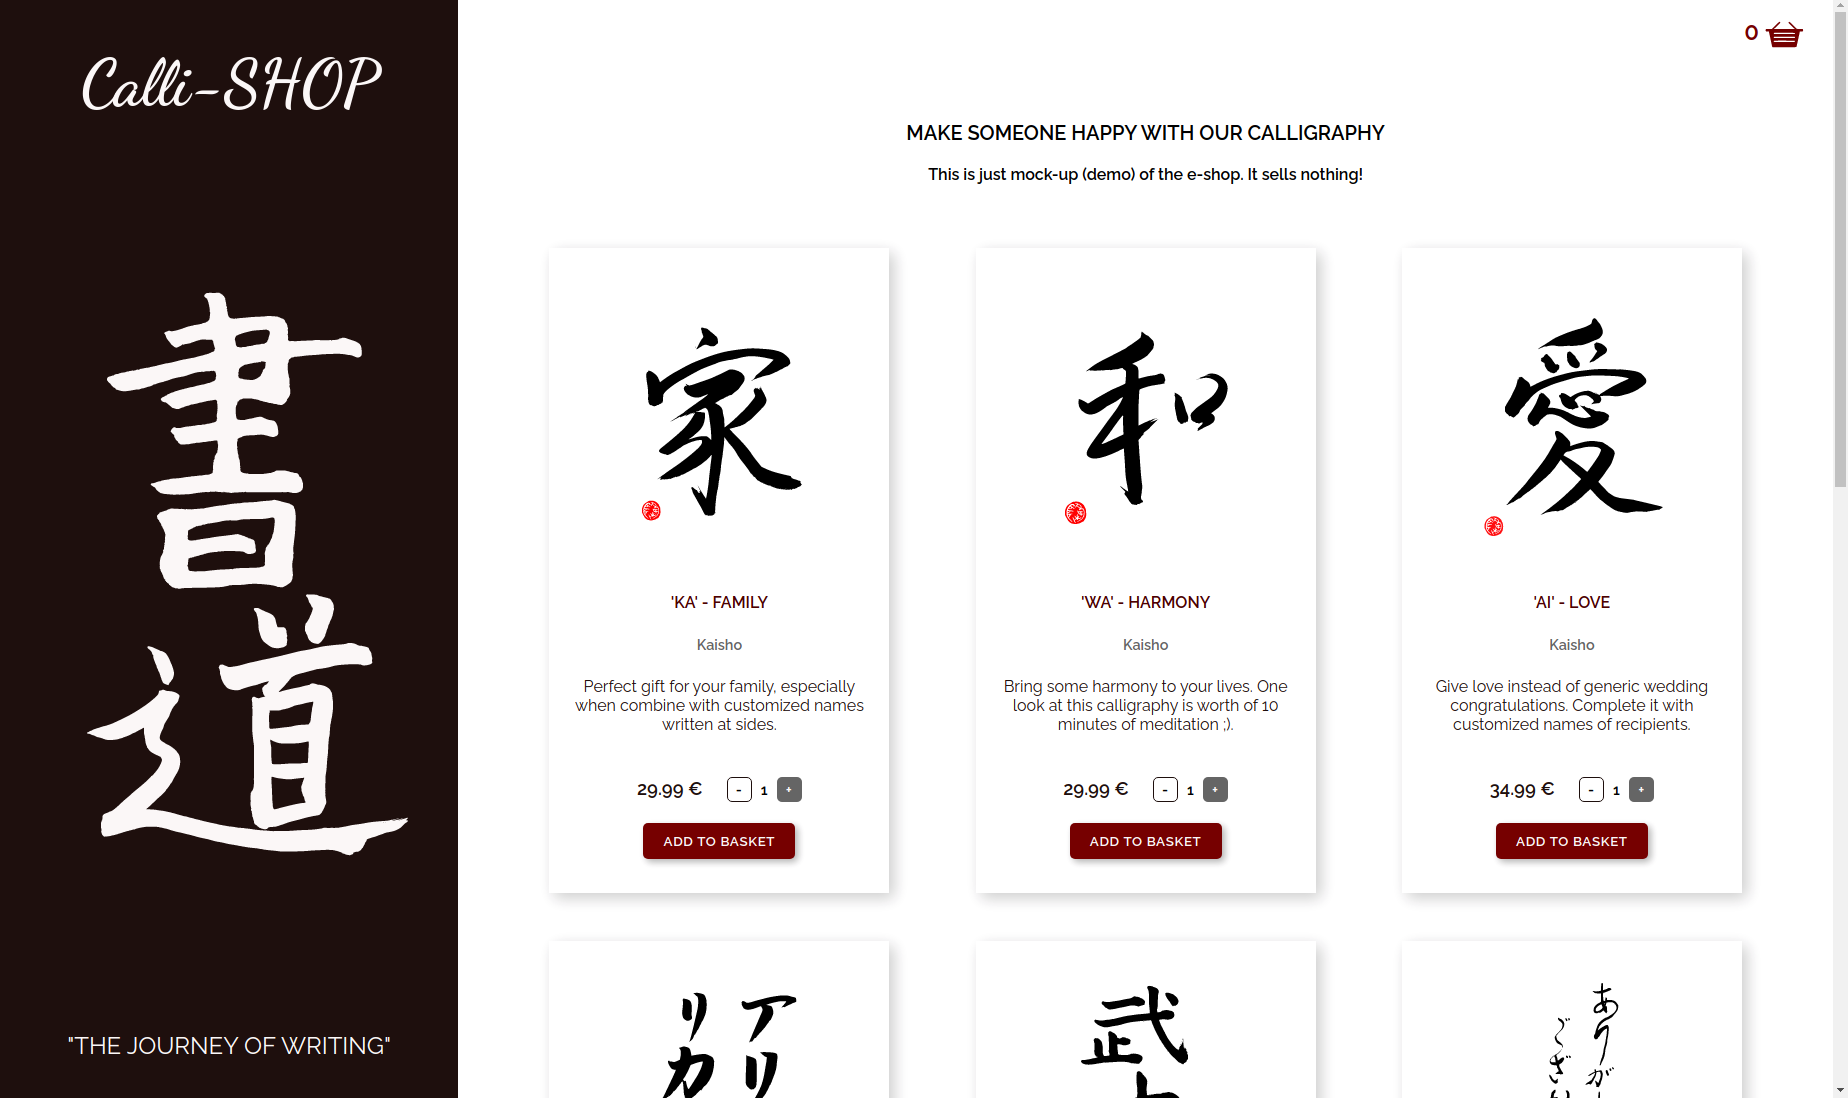 Calli-SHOP
書
道
"THE JOURNEY OF WRITING"
0
MAKE SOMEONE HAPPY WITH OUR CALLIGRAPHY
This is just mock-up (demo) of the e-shop. It sells nothing!
家
'KA' - FAMILY
Kaisho
Perfect gift for your family, especially
when combine with customized names
written at sides.
29.99 € - 1 +
ADD TO BASKET
和
'WA' - HARMONY
Kaisho
Bring some harmony to your lives. One
look at this calligraphy is worth of 10
minutes of meditation ;).
29.99 € - 1 +
ADD TO BASKET
愛
'AI' - LOVE
Kaisho
Give love instead of generic wedding
congratulations. Complete it with
customized names of recipients.
34.99 € - 1 +
ADD TO BASKET
アリ
リカ
武
ありが
ござい